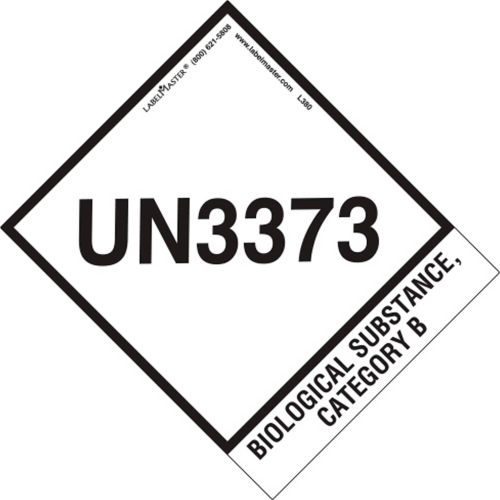 LABELMASTER® (800) 621-5808
www.labelmaster.com L380
UN3373
BIOLOGICAL SUBSTANCE,
CATEGORY B